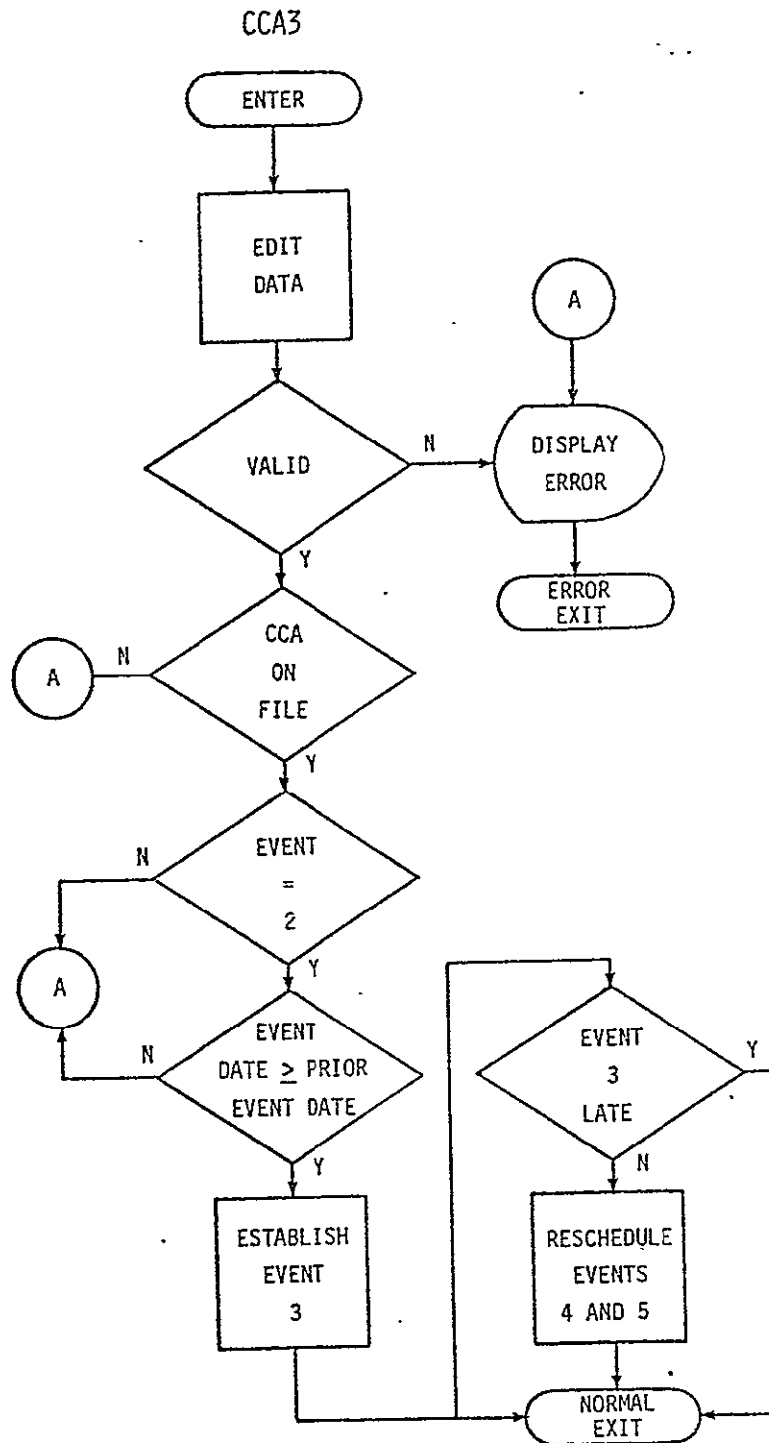 CCA3
ENTER
EDIT
DATA
A
VALID
N
DISPLAY
ERROR
Y
ERROR
EXIT
CCA
ON
FILE
N
A
Y
EVENT
=
2
N
Y
A
EVENT
DATE ≥ PRIOR
EVENT DATE
N
Y
EVENT
3
LATE
Y
N
ESTABLISH
EVENT
3
RESCHEDULE
EVENTS
4 AND 5
NORMAL
EXIT